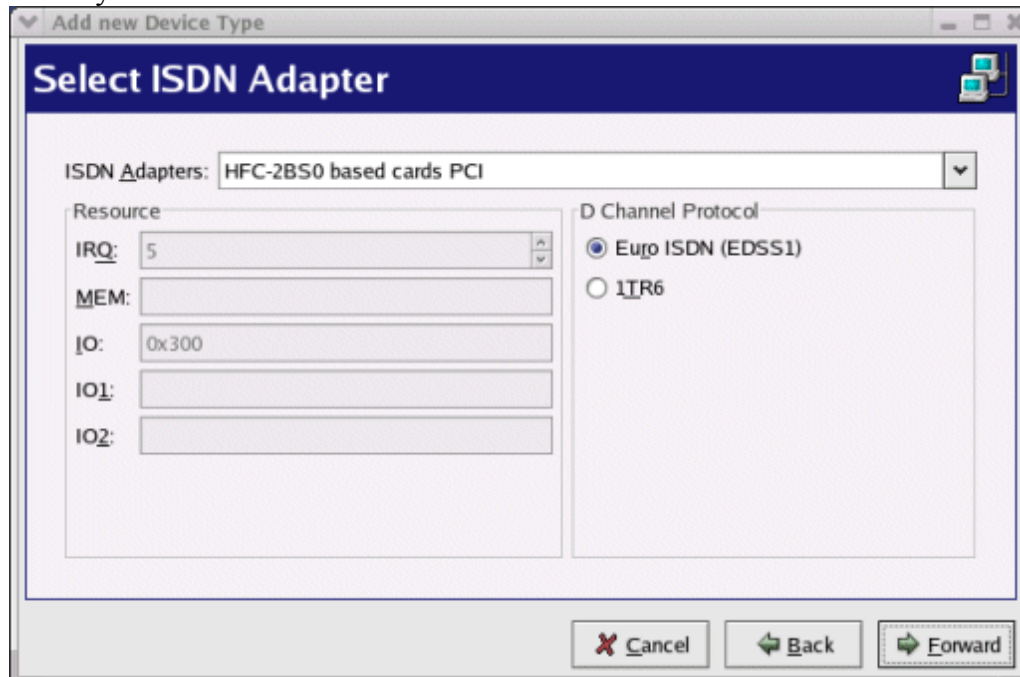 Add new Device Type
Select ISDN Adapter
ISDN Adapters: HFC-2BS0 based cards PCI
Resource
IRQ: 5
MEM:
IO: 0x300
IO1:
IO2:
D Channel Protocol
Euro ISDN (EDSS1)
1TR6
Cancel Back Forward